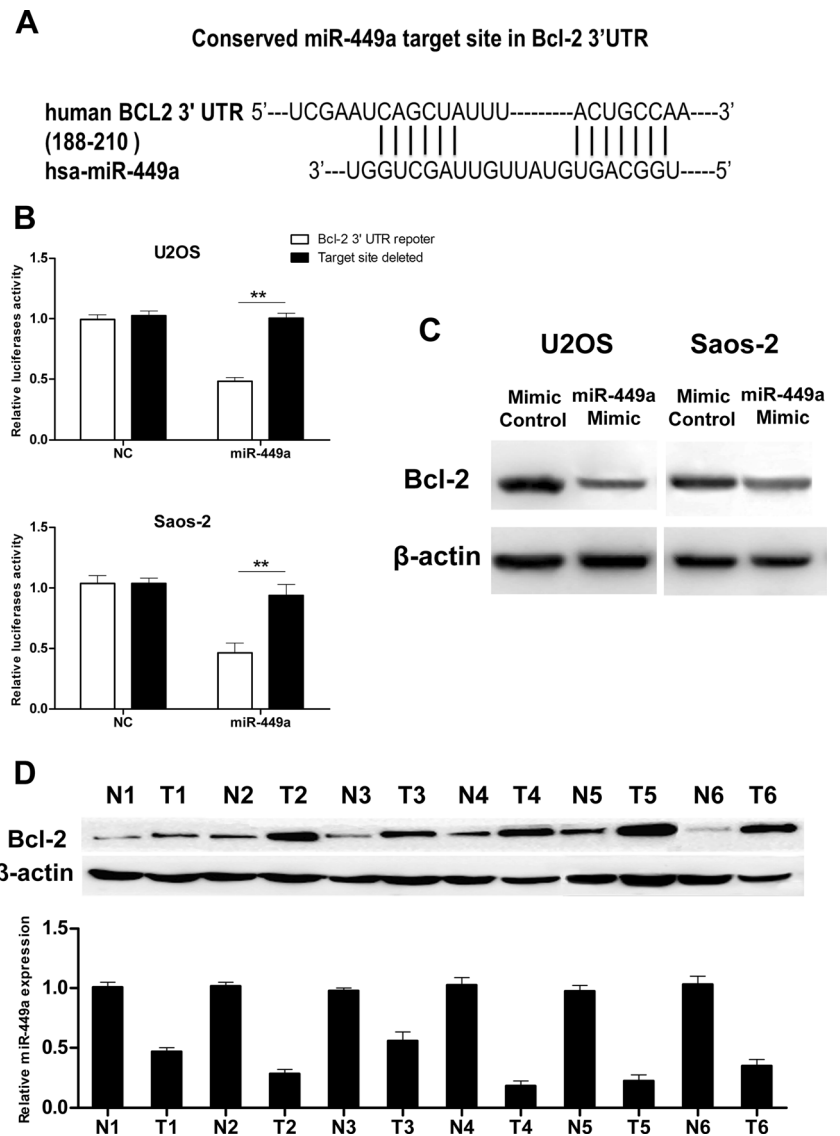 A
Conserved miR-449a target site in Bcl-2 3'UTR
human BCL2 3' UTR 5'---UCGAAUCAGCUAUUU---------ACUGCCAA----3'
(188-210 )
hsa-miR-449a 3'---UGGUCGAUUGUUAUGUGACGGU-----5'
B
U2OS
Bcl-2 3' UTR repoter
Target site deleted
Relative luciferases activity
1.5
1.0
0.5
0.0
**
NC miR-449a
Saos-2
Relative luciferases activity
1.5
1.0
0.5
0.0
**
NC miR-449a
C
U2OS Saos-2
Mimic miR-449a Mimic miR-449a
Control Mimic Control Mimic
Bcl-2
β-actin
D
N1 T1 N2 T2 N3 T3 N4 T4 N5 T5 N6 T6
Bcl-2
β-actin
Relative miR-449a expression
1.5
1.0
0.5
0.0
N1 T1 N2 T2 N3 T3 N4 T4 N5 T5 N6 T6